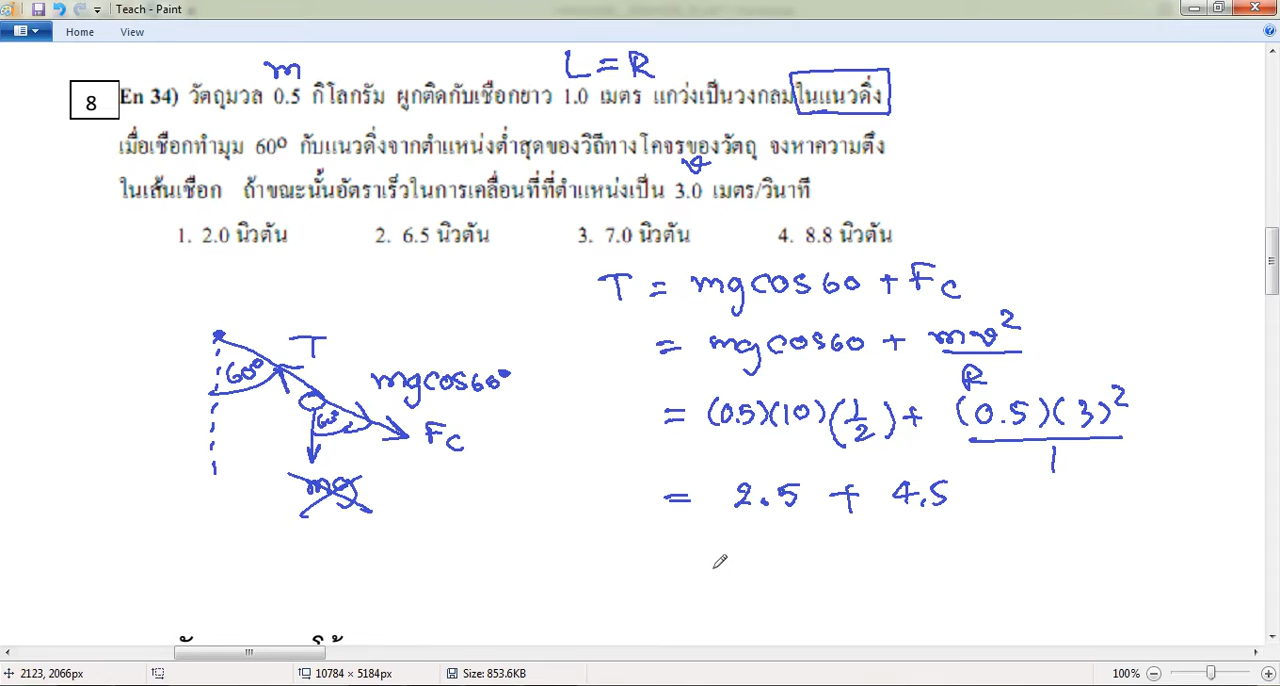 Teach - Paint
Home View
m L = R
8 En 34) วัตถุมวล 0.5 กิโลกรัม ผูกติดกับเชือกยาว 1.0 เมตร แกว่งเป็นวงกลมในแนวดิ่ง
เมื่อเชือกทำมุม 60° กับแนวดิ่งจากตำแหน่งต่ำสุดของวิถีทางโคจรของวัตถุ จงหาความตึง
v
ในเส้นเชือก ถ้าขณะนั้นอัตราเร็วในการเคลื่อนที่ที่ตำแหน่งเป็น 3.0 เมตร/วินาที
1. 2.0 นิวตัน 2. 6.5 นิวตัน 3. 7.0 นิวตัน 4. 8.8 นิวตัน
T = mgcos60 + Fc
= mgcos60 + mv²/R
= (0.5)(10)(1/2) + (0.5)(3)²/1
= 2.5 + 4.5
T
60°
mgcos60°
60°
Fc
mg
2123, 2066px 10784 × 5184px Size: 853.6KB 100%